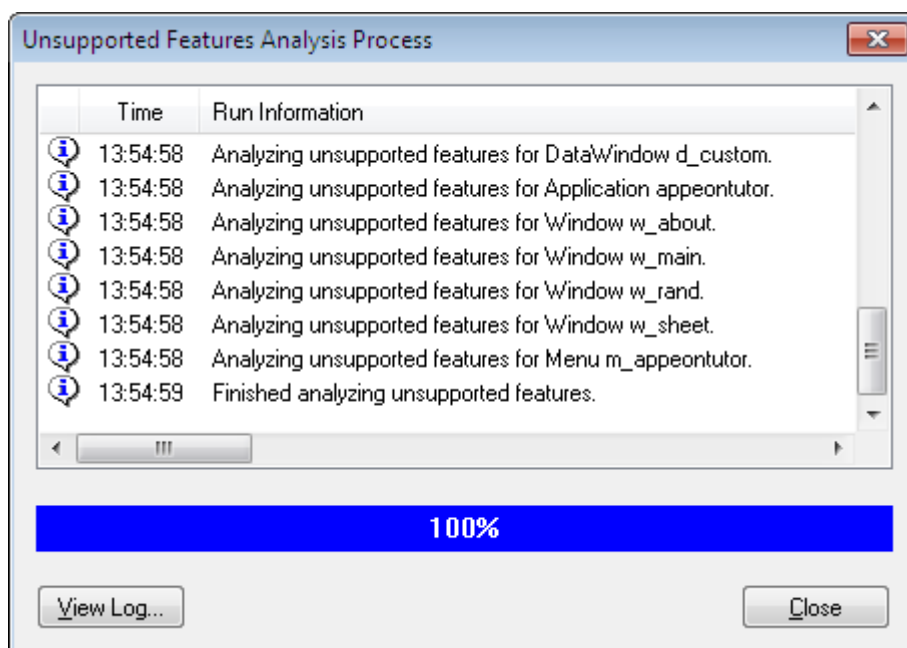 Unsupported Features Analysis Process
Time Run Information
13:54:58 Analyzing unsupported features for DataWindow d_custom.
13:54:58 Analyzing unsupported features for Application appeontutor.
13:54:58 Analyzing unsupported features for Window w_about.
13:54:58 Analyzing unsupported features for Window w_main.
13:54:58 Analyzing unsupported features for Window w_rand.
13:54:58 Analyzing unsupported features for Window w_sheet.
13:54:58 Analyzing unsupported features for Menu m_appeontutor.
13:54:59 Finished analyzing unsupported features.
100%
View Log... Close